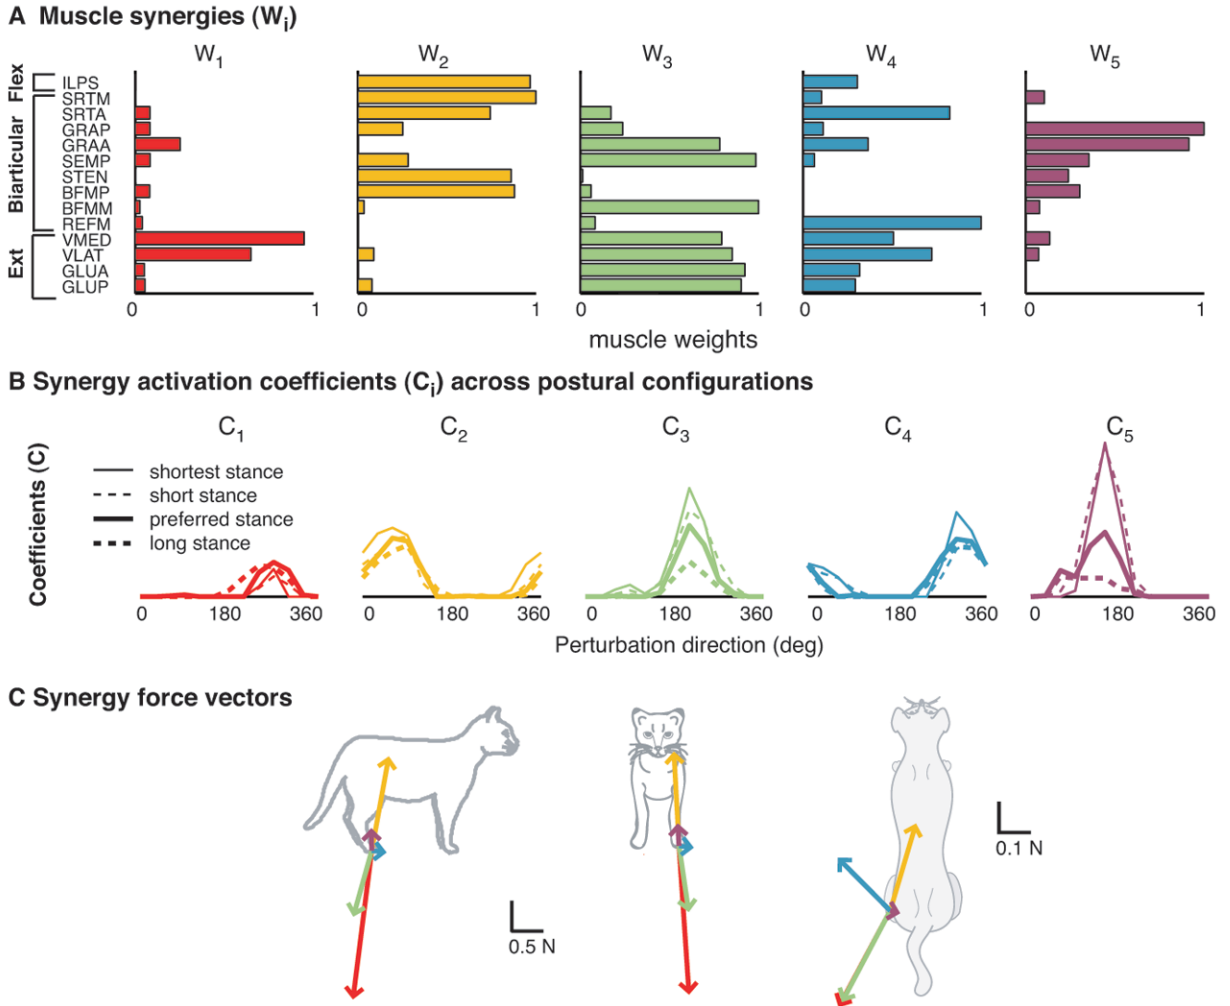 A Muscle synergies (Wi)
W1 W2 W3 W4 W5
Flex
Biarticular
Ext
ILPS
SRTM
SRTA
GRAP
GRAA
SEMP
STEN
BFMP
BFMM
REFM
VMED
VLAT
GLUA
GLUP
0 1 0 1 0 1 0 1 0 1
muscle weights
B Synergy activation coefficients (Ci) across postural configurations
C1 C2 C3 C4 C5
Coefficients (C)
shortest stance
short stance
preferred stance
long stance
0 180 360 0 180 360 0 180 360 0 180 360 0 180 360
Perturbation direction (deg)
C Synergy force vectors
0.5 N
0.1 N